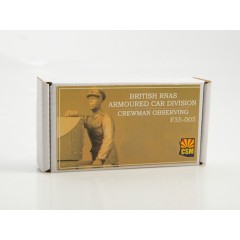 BRITISH RNAS
ARMOURED CAR DIVISION
CREWMAN OBSERVING
F35-003
CSM